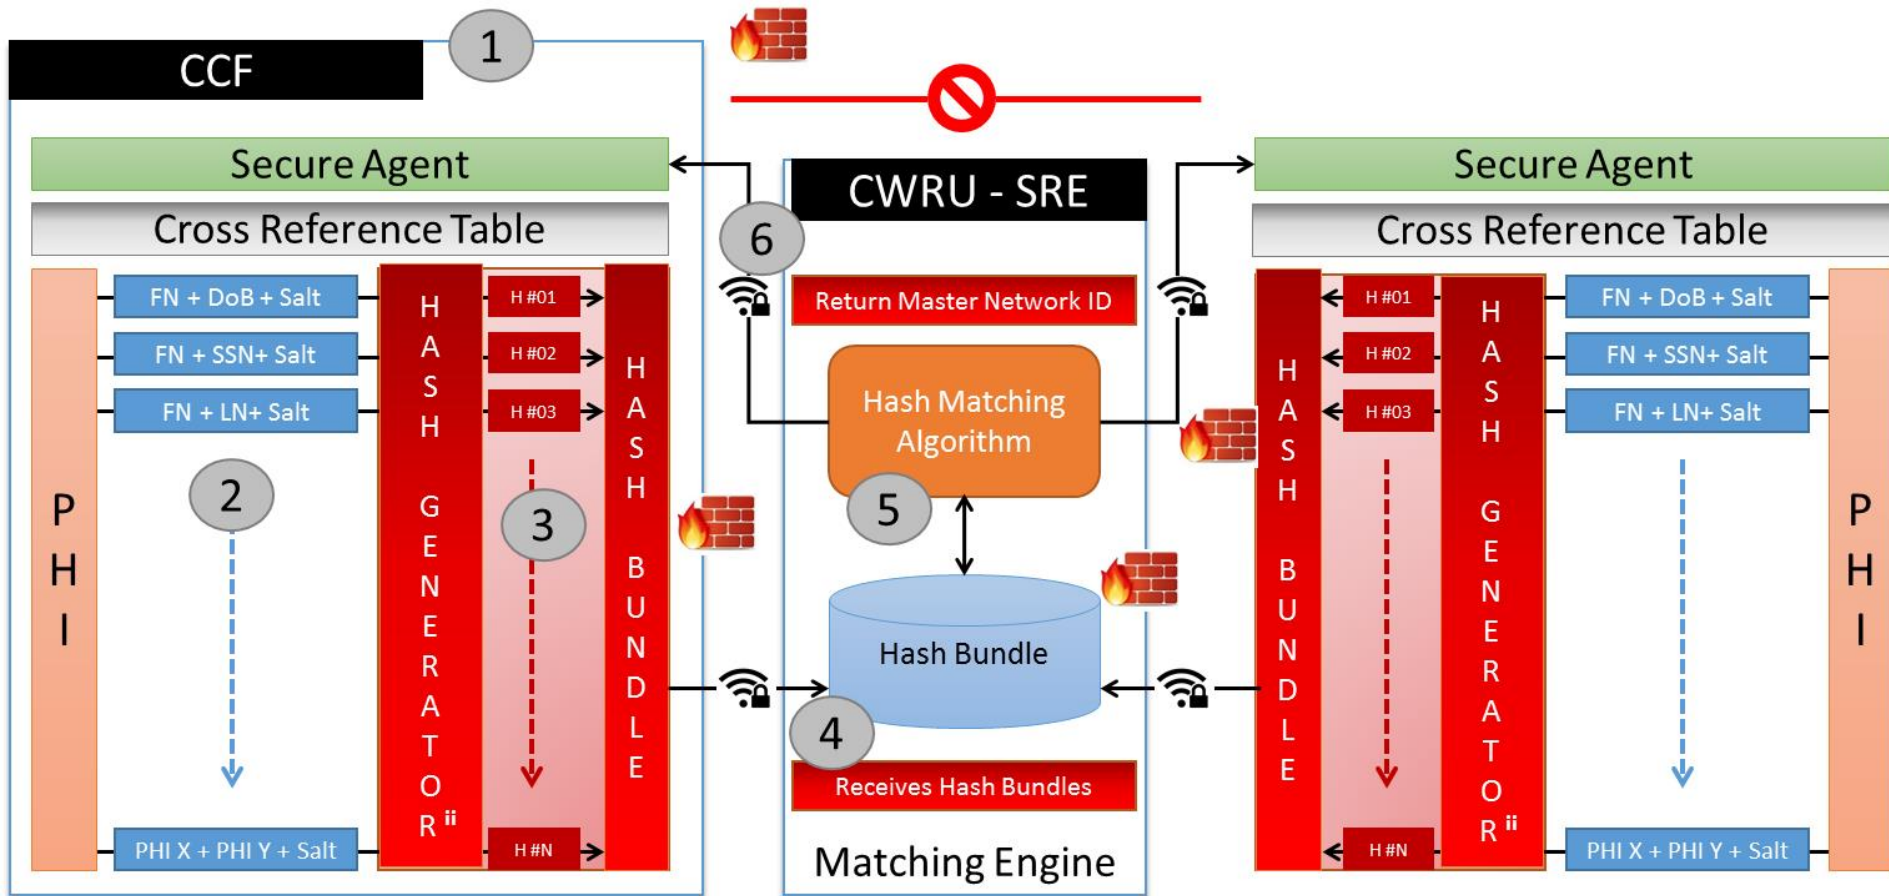 CCF
1
Secure Agent
Cross Reference Table
PHI
FN + DoB + Salt
FN + SSN+ Salt
FN + LN+ Salt
2
PHI X + PHI Y + Salt
HASH GENERATOR ii
H #01
H #02
H #03
3
H #N
HASH BUNDLE
CWRU - SRE
6
Return Master Network ID
Hash Matching
Algorithm
5
Hash Bundle
4
Receives Hash Bundles
Matching Engine
Secure Agent
Cross Reference Table
HASH BUNDLE
H #01
H #02
H #03
H #N
HASH GENERATOR ii
FN + DoB + Salt
FN + SSN+ Salt
FN + LN+ Salt
PHI X + PHI Y + Salt
PHI